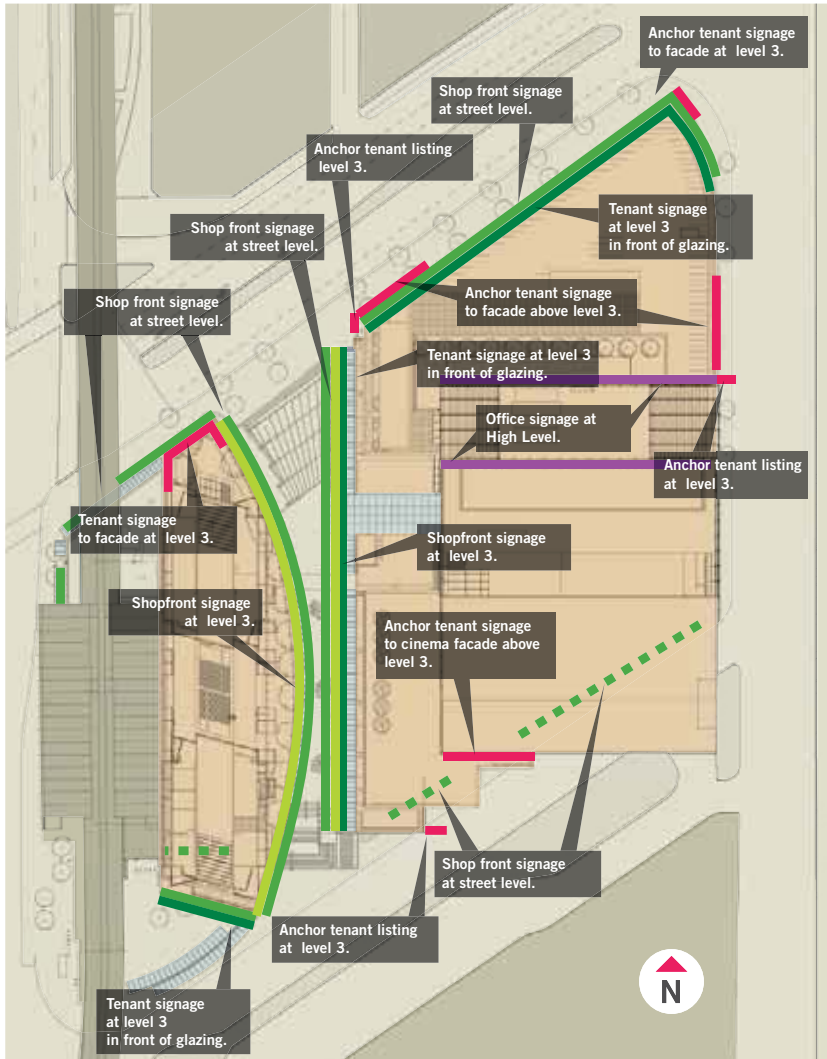 Anchor tenant signage
to facade at level 3.
Shop front signage
at street level.
Anchor tenant listing
level 3.
Tenant signage
at level 3
in front of glazing.
Shop front signage
at street level.
Anchor tenant signage
to facade above level 3.
Shop front signage
at street level.
Tenant signage at level 3
in front of glazing.
Office signage at
High Level.
Anchor tenant listing
at level 3.
Tenant signage
to facade at level 3.
Shopfront signage
at level 3.
Shopfront signage
at level 3.
Anchor tenant signage
to cinema facade above
level 3.
Shop front signage
at street level.
Anchor tenant listing
at level 3.
Tenant signage
at level 3
in front of glazing.
N